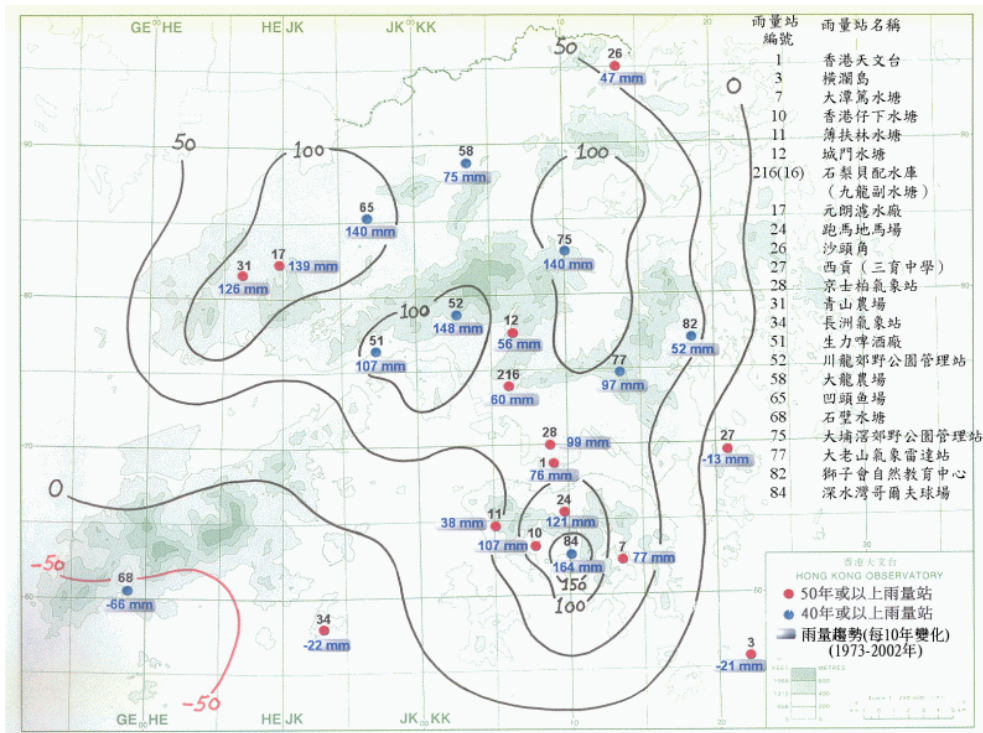 GE 00 HE
HE JK
JK 00 KK
10
20
雨量站編號
雨量站名稱
1 香港天文台
3 橫瀾島
7 大潭篤水塘
10 香港仔下水塘
11 薄扶林水塘
12 城門水塘
216(16) 石梨貝配水庫
(九龍副水塘)
17 元朗濾水廠
24 跑馬地馬場
26 沙頭角
27 西貢(三育中學)
28 京士柏氣象站
31 青山農場
34 長洲氣象站
51 生力啤酒廠
52 川龍郊野公園管理站
58 大龍農場
65 凹頭魚場
68 石壁水塘
75 大埔滘郊野公園管理站
77 大老山氣象雷達站
82 獅子會自然教育中心
84 深水灣哥爾夫球場
50
26
47 mm
0
50
90
100
58
75 mm
100
65
140 mm
17
139 mm
31
126 mm
75
140 mm
80
100
52
148 mm
12
56 mm
82
52 mm
51
107 mm
77
97 mm
216
60 mm
70
28
99 mm
1
76 mm
27
-13 mm
0
24
121 mm
11
38 mm
10
107 mm
84
164 mm
7
77 mm
150
100
-50
68
-66 mm
60
34
-22 mm
3
-21 mm
-50
30
香港天文台
HONG KONG OBSERVATORY
50年或以上雨量站
40年或以上雨量站
雨量趨勢(每10年變化)
(1973-2002年)
GE 00 HE
HE JK
JK 00 KK
10
20